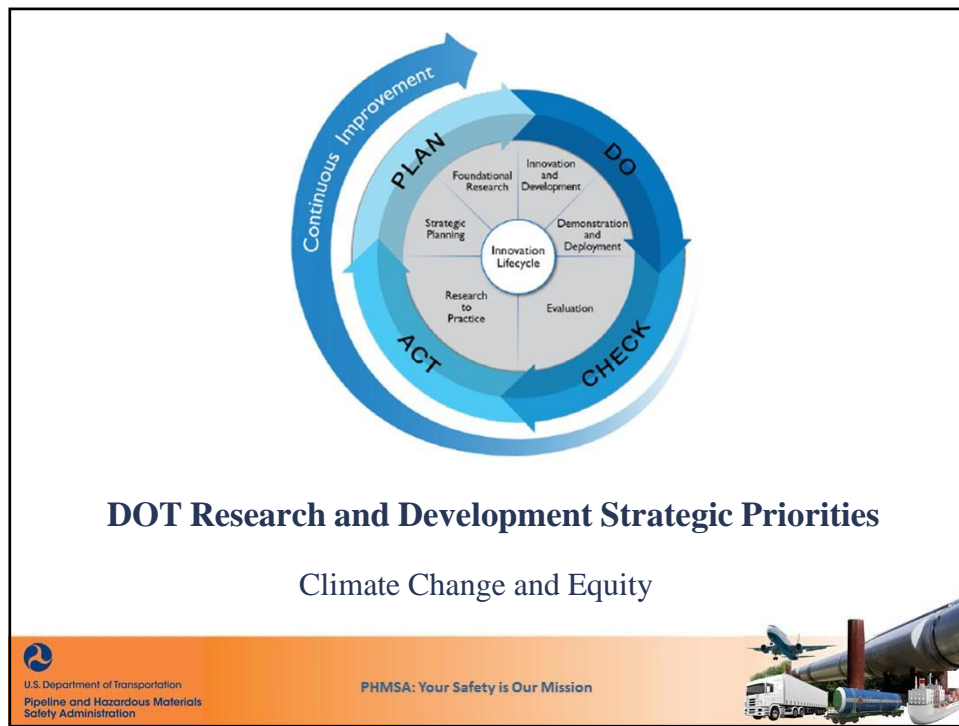 Continuous Improvement
PLAN
DO
CHECK
ACT
Foundational
Research
Innovation
and
Development
Strategic
Planning
Demonstration
and
Deployment
Innovation
Lifecycle
Research
to
Practice
Evaluation
DOT Research and Development Strategic Priorities
Climate Change and Equity
U.S. Department of Transportation
Pipeline and Hazardous Materials
Safety Administration
PHMSA: Your Safety is Our Mission